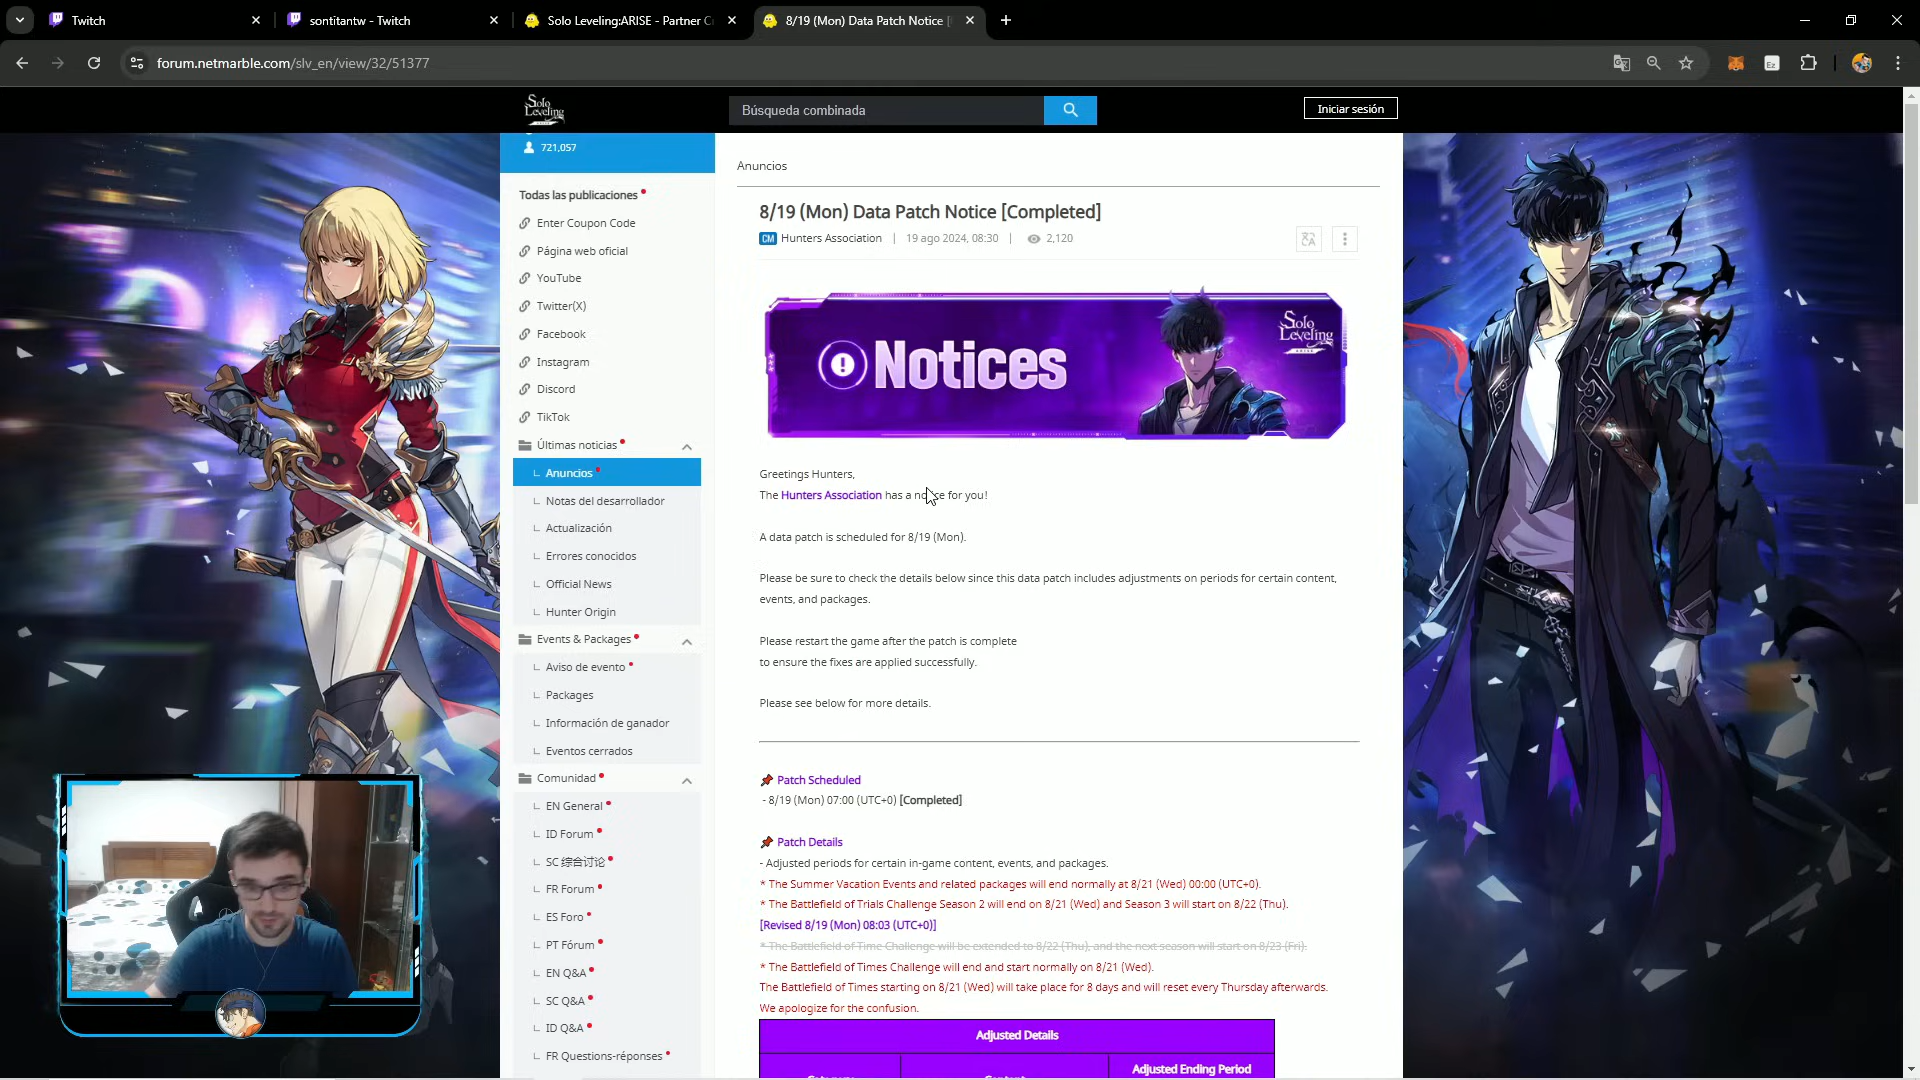 Twitch
sontitantw - Twitch
Solo Leveling:ARISE - Partner C
8/19 (Mon) Data Patch Notice [
forum.netmarble.com/slv_en/view/32/51377
Ez
Solo Leveling
Búsqueda combinada
Iniciar sesión
721,057
Todas las publicaciones
Enter Coupon Code
Página web oficial
YouTube
Twitter(X)
Facebook
Instagram
Discord
TikTok
Últimas noticias
Anuncios
Notas del desarrollador
Actualización
Errores conocidos
Official News
Hunter Origin
Events & Packages
Aviso de evento
Packages
Información de ganador
Eventos cerrados
Comunidad
EN General
ID Forum
SC 综合讨论
FR Forum
ES Foro
PT Fórum
EN Q&A
SC Q&A
ID Q&A
FR Questions-réponses
Anuncios
8/19 (Mon) Data Patch Notice [Completed]
CM Hunters Association | 19 ago 2024, 08:30 | 2,120
Notices
Solo Leveling
ARISE
Greetings Hunters,
The Hunters Association has a notice for you!
A data patch is scheduled for 8/19 (Mon).
Please be sure to check the details below since this data patch includes adjustments on periods for certain content,
events, and packages.
Please restart the game after the patch is complete
to ensure the fixes are applied successfully.
Please see below for more details.
Patch Scheduled
- 8/19 (Mon) 07:00 (UTC+0) [Completed]
Patch Details
- Adjusted periods for certain in-game content, events, and packages.
* The Summer Vacation Events and related packages will end normally at 8/21 (Wed) 00:00 (UTC+0).
* The Battlefield of Trials Challenge Season 2 will end on 8/21 (Wed) and Season 3 will start on 8/22 (Thu).
[Revised 8/19 (Mon) 08:03 (UTC+0)]
* The Battlefield of Time Challenge will be extended to 8/22 (Thu), and the next season will start on 8/23 (Fri).
* The Battlefield of Times Challenge will end and start normally on 8/21 (Wed).
The Battlefield of Times starting on 8/21 (Wed) will take place for 8 days and will reset every Thursday afterwards.
We apologize for the confusion.
Adjusted Details
Adjusted Ending Period